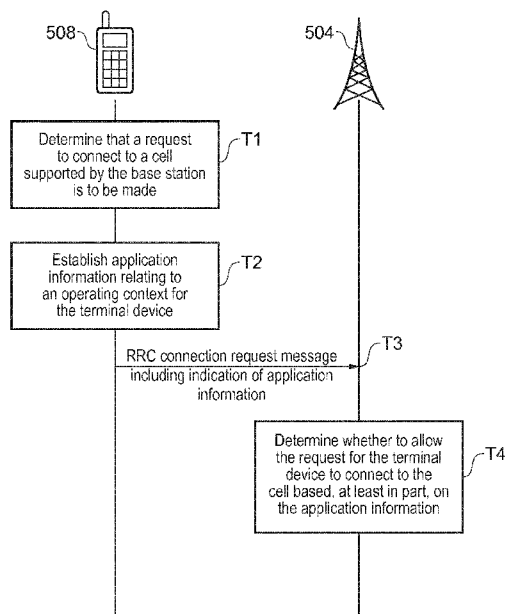 508
504
Determine that a request
to connect to a cell
supported by the base station
is to be made
T1
Establish application
information relating to
an operating context for
the terminal device
T2
RRC connection request message
including indication of application
information
T3
Determine whether to allow
the request for the terminal
device to connect to the
cell based, at least in part, on
the application information
T4